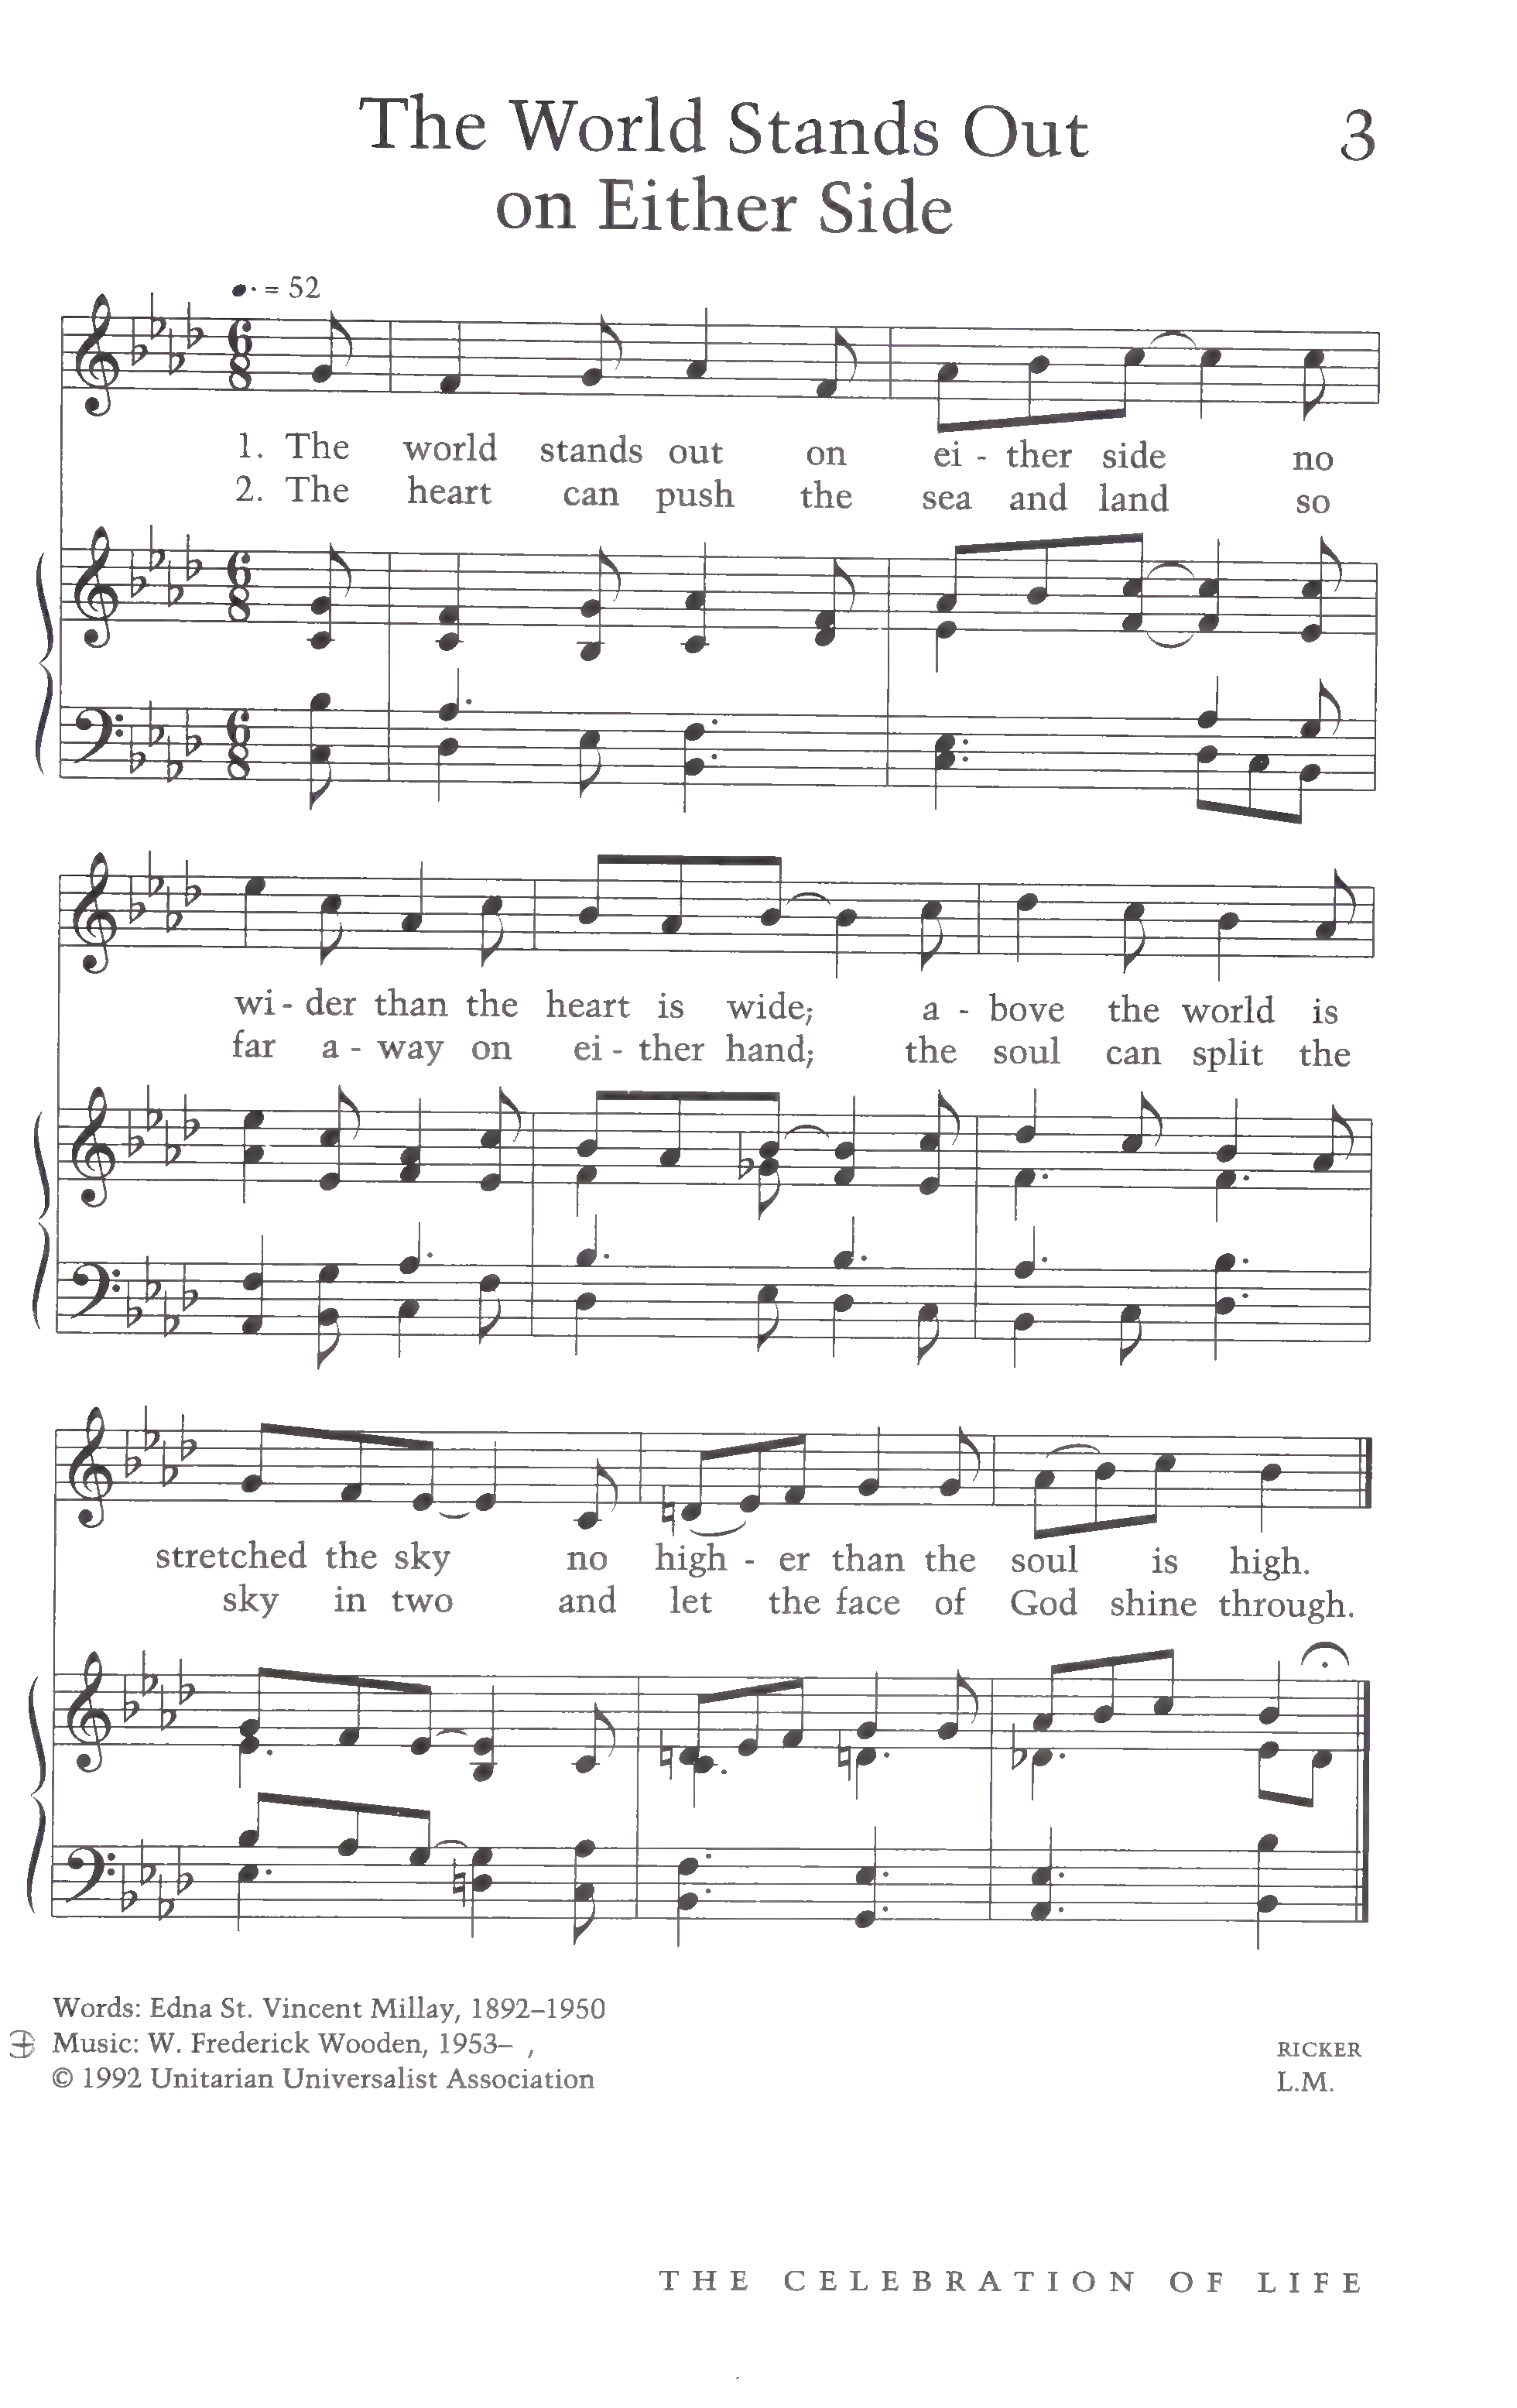 The World Stands Out
3
on Either Side
♩. = 52
1. The world stands out on ei - ther side no
2. The heart can push the sea and land so
wi - der than the heart is wide; a - bove the world is
far a - way on ei - ther hand; the soul can split the
stretched the sky no high - er than the soul is high.
sky in two and let the face of God shine through.
Words: Edna St. Vincent Millay, 1892–1950
Music: W. Frederick Wooden, 1953– ,
© 1992 Unitarian Universalist Association
RICKER
L.M.
THE CELEBRATION OF LIFE